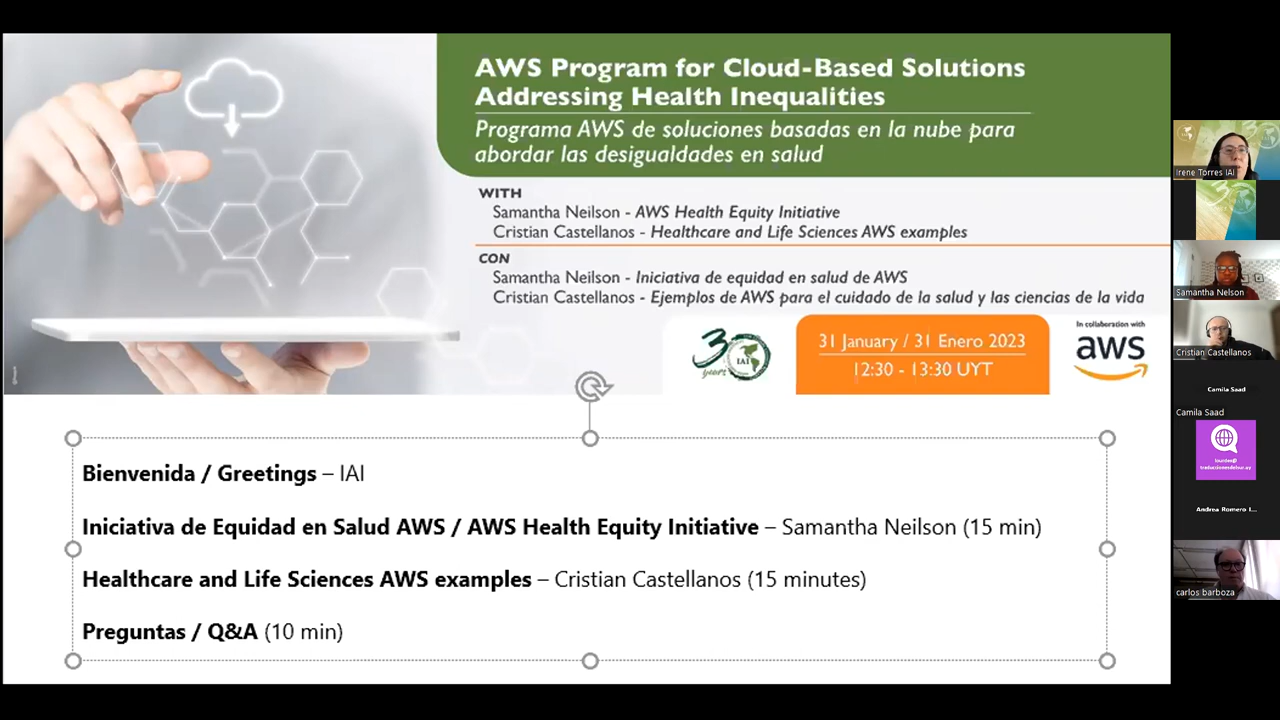 AWS Program for Cloud-Based Solutions
Addressing Health Inequalities
Programa AWS de soluciones basadas en la nube para
abordar las desigualdades en salud
WITH
Samantha Neilson - AWS Health Equity Initiative
Cristian Castellanos - Healthcare and Life Sciences AWS examples
CON
Samantha Neilson - Iniciativa de equidad en salud de AWS
Cristian Castellanos - Ejemplos de AWS para el cuidado de la salud y las ciencias de la vida
30
years
IAI
31 January / 31 Enero 2023
12:30 - 13:30 UYT
In collaboration with
aws
Bienvenida / Greetings – IAI
Iniciativa de Equidad en Salud AWS / AWS Health Equity Initiative – Samantha Neilson (15 min)
Healthcare and Life Sciences AWS examples – Cristian Castellanos (15 minutes)
Preguntas / Q&A (10 min)
Irene Torres IAI
Samantha Nelson
Cristian Castellanos
Camila Saad
Camila Saad
Andrea Romero I...
carlos barboza